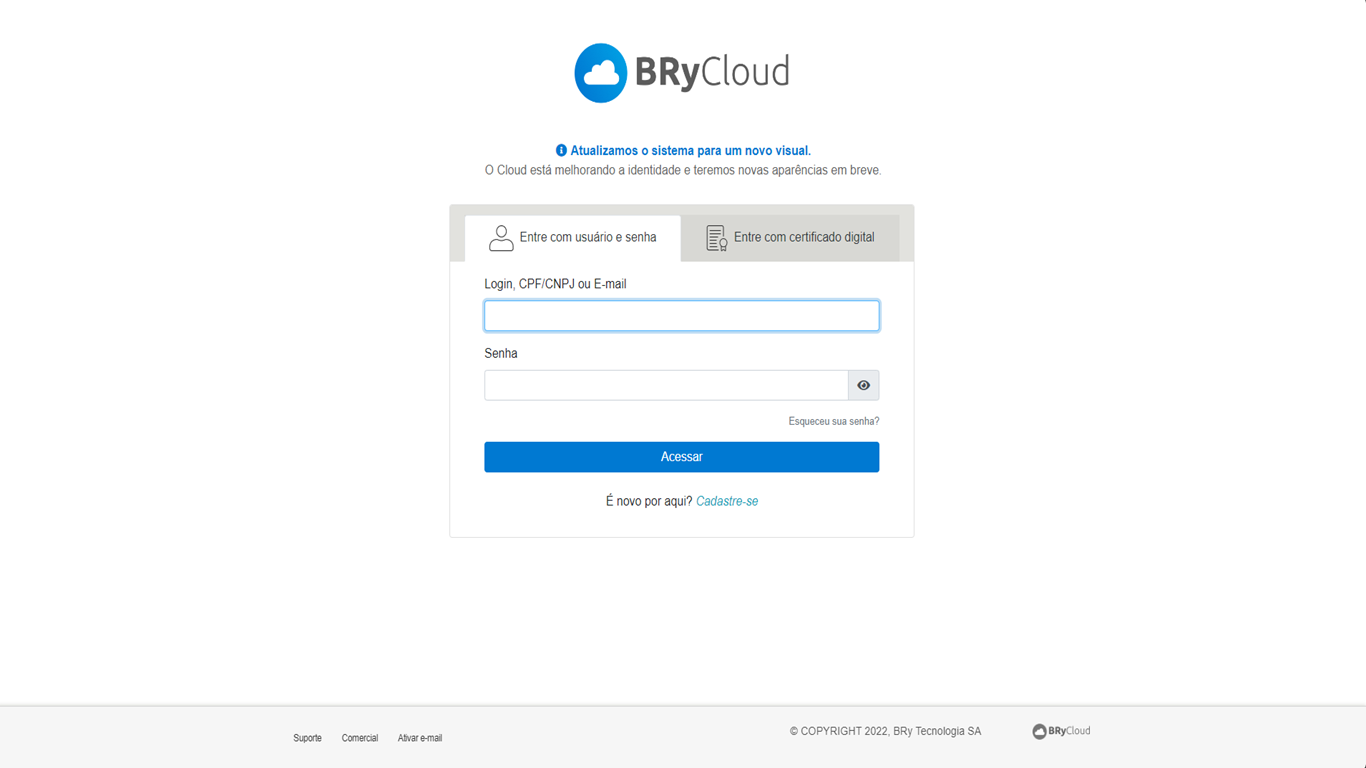 BRyCloud
Atualizamos o sistema para um novo visual.
O Cloud está melhorando a identidade e teremos novas aparências em breve.
Entre com usuário e senha
Entre com certificado digital
Login, CPF/CNPJ ou E-mail
Senha
Esqueceu sua senha?
Acessar
É novo por aqui? Cadastre-se
Suporte Comercial Ativar e-mail
© COPYRIGHT 2022, BRy Tecnologia SA
BRyCloud